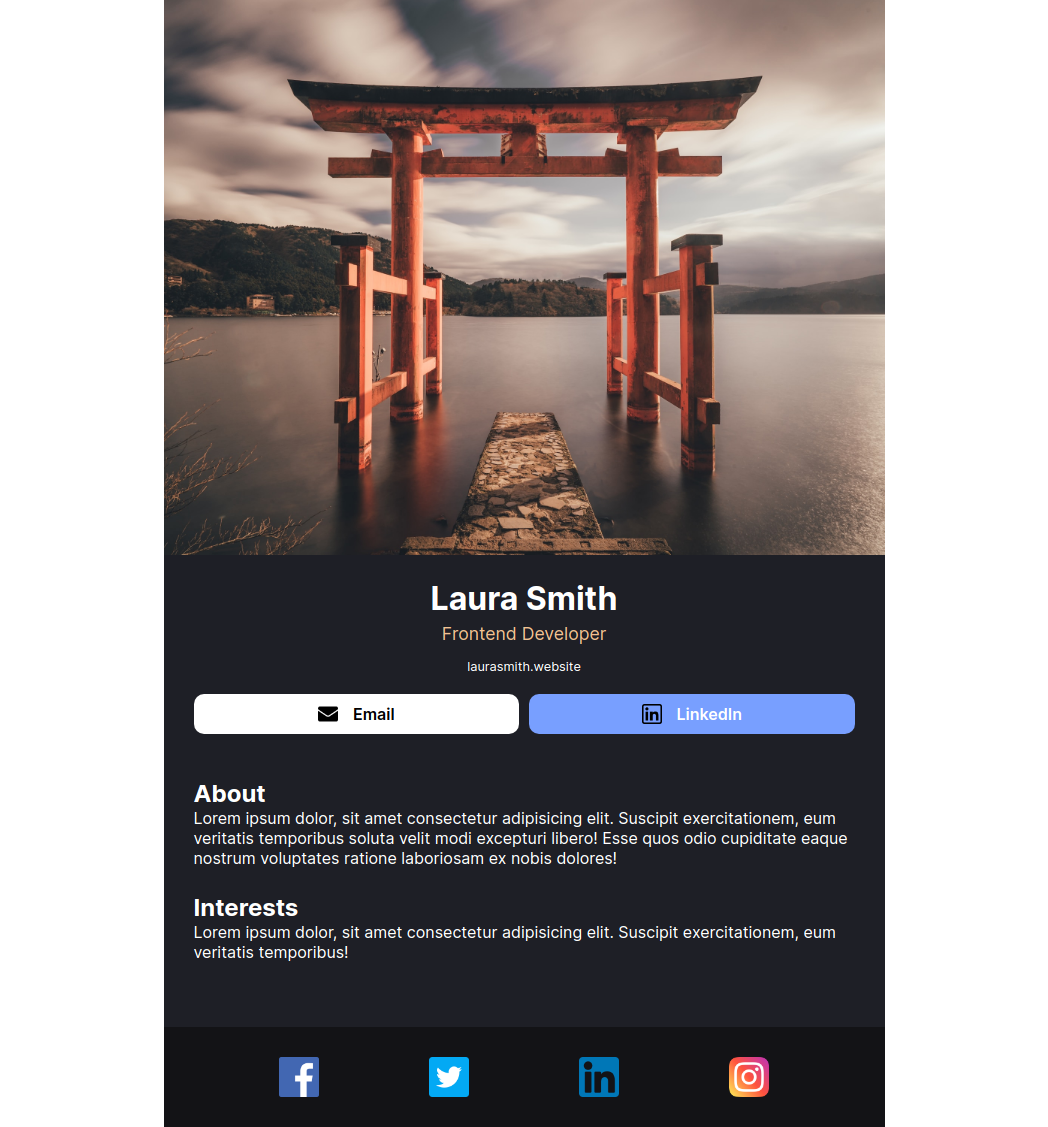 Laura Smith
Frontend Developer
laurasmith.website
Email
LinkedIn
About
Lorem ipsum dolor, sit amet consectetur adipisicing elit. Suscipit exercitationem, eum
veritatis temporibus soluta velit modi excepturi libero! Esse quos odio cupiditate eaque
nostrum voluptates ratione laboriosam ex nobis dolores!
Interests
Lorem ipsum dolor, sit amet consectetur adipisicing elit. Suscipit exercitationem, eum
veritatis temporibus!